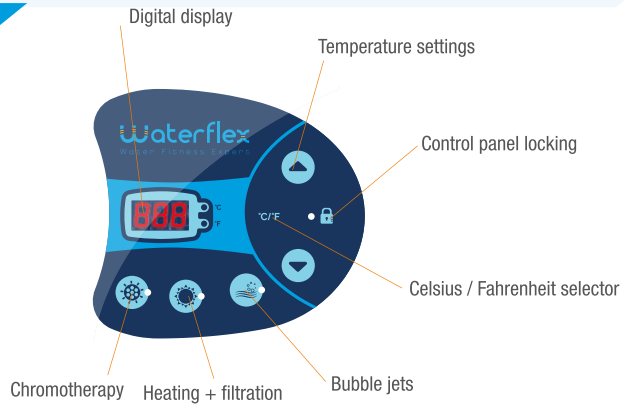 Digital display
Temperature settings
Waterflex
Water Fitness Expert
Control panel locking
888
°C
°F
°C/°F
Celsius / Fahrenheit selector
Chromotherapy
Heating + filtration
Bubble jets